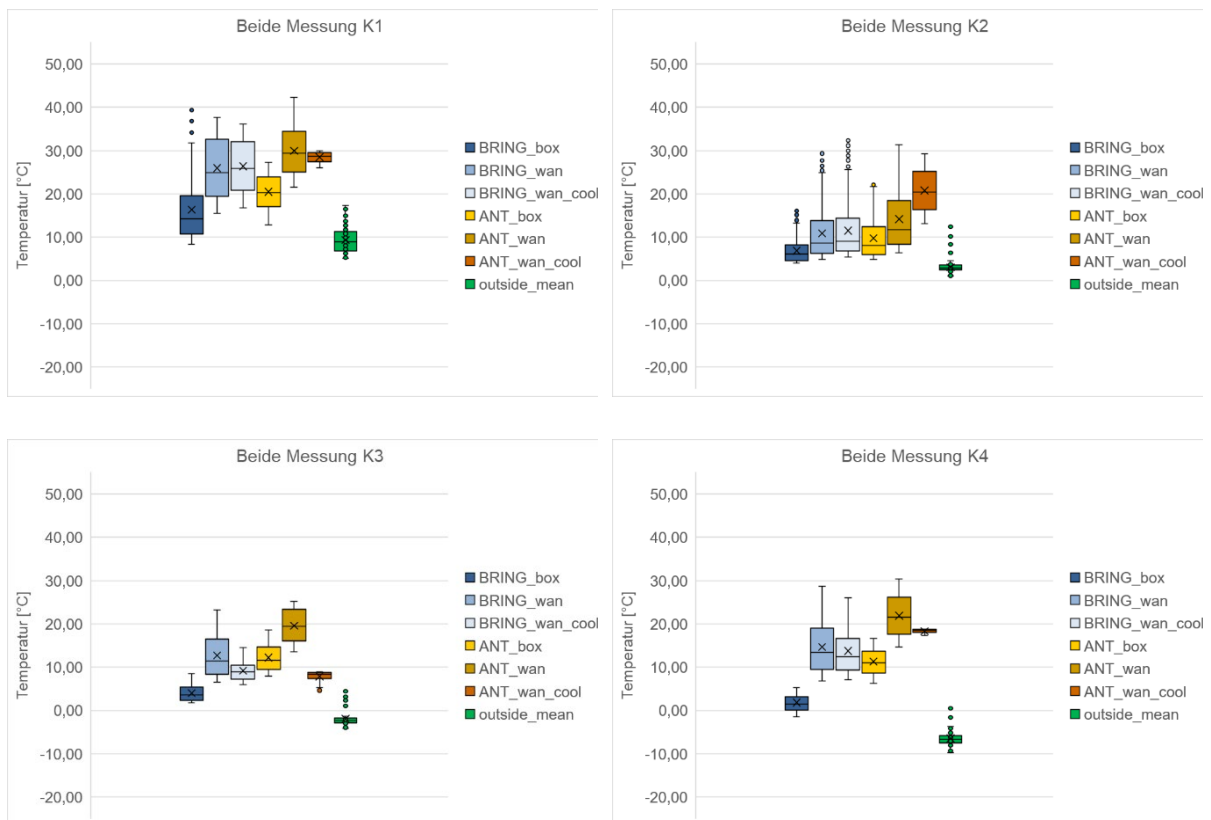 Beide Messung K1
Temperatur [°C]
50,00
40,00
30,00
20,00
10,00
0,00
-10,00
-20,00
BRING_box
BRING_wan
BRING_wan_cool
ANT_box
ANT_wan
ANT_wan_cool
outside_mean
Beide Messung K2
Temperatur [°C]
50,00
40,00
30,00
20,00
10,00
0,00
-10,00
-20,00
BRING_box
BRING_wan
BRING_wan_cool
ANT_box
ANT_wan
ANT_wan_cool
outside_mean
Beide Messung K3
Temperatur [°C]
50,00
40,00
30,00
20,00
10,00
0,00
-10,00
-20,00
BRING_box
BRING_wan
BRING_wan_cool
ANT_box
ANT_wan
ANT_wan_cool
outside_mean
Beide Messung K4
Temperatur [°C]
50,00
40,00
30,00
20,00
10,00
0,00
-10,00
-20,00
BRING_box
BRING_wan
BRING_wan_cool
ANT_box
ANT_wan
ANT_wan_cool
outside_mean